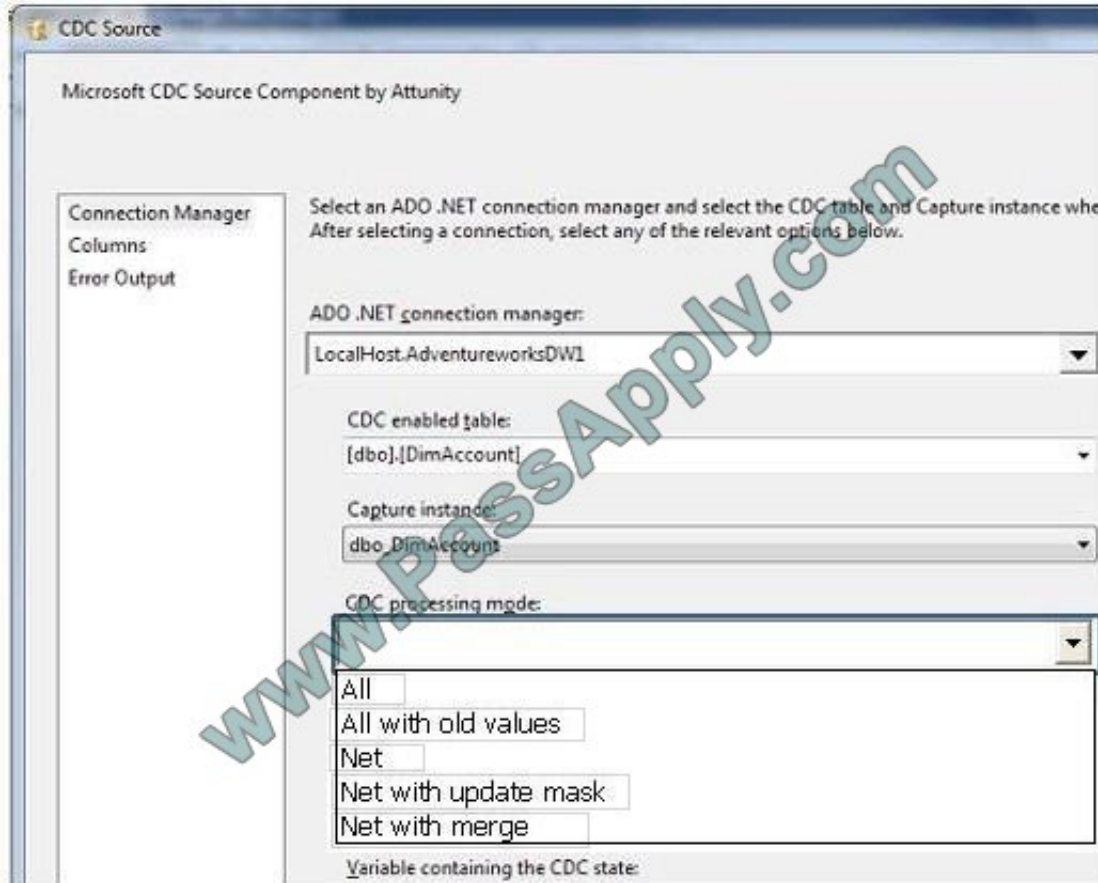 CDC Source
Microsoft CDC Source Component by Attunity
Connection Manager
Columns
Error Output
Select an ADO .NET connection manager and select the CDC table and Capture instance whe
After selecting a connection, select any of the relevant options below.
ADO .NET connection manager:
LocalHost.AdventureworksDW1
CDC enabled table:
[dbo].[DimAccount]
Capture instance:
dbo_DimAccount
CDC processing mode:
All
All with old values
Net
Net with update mask
Net with merge
Variable containing the CDC state:
www.PassApply.com